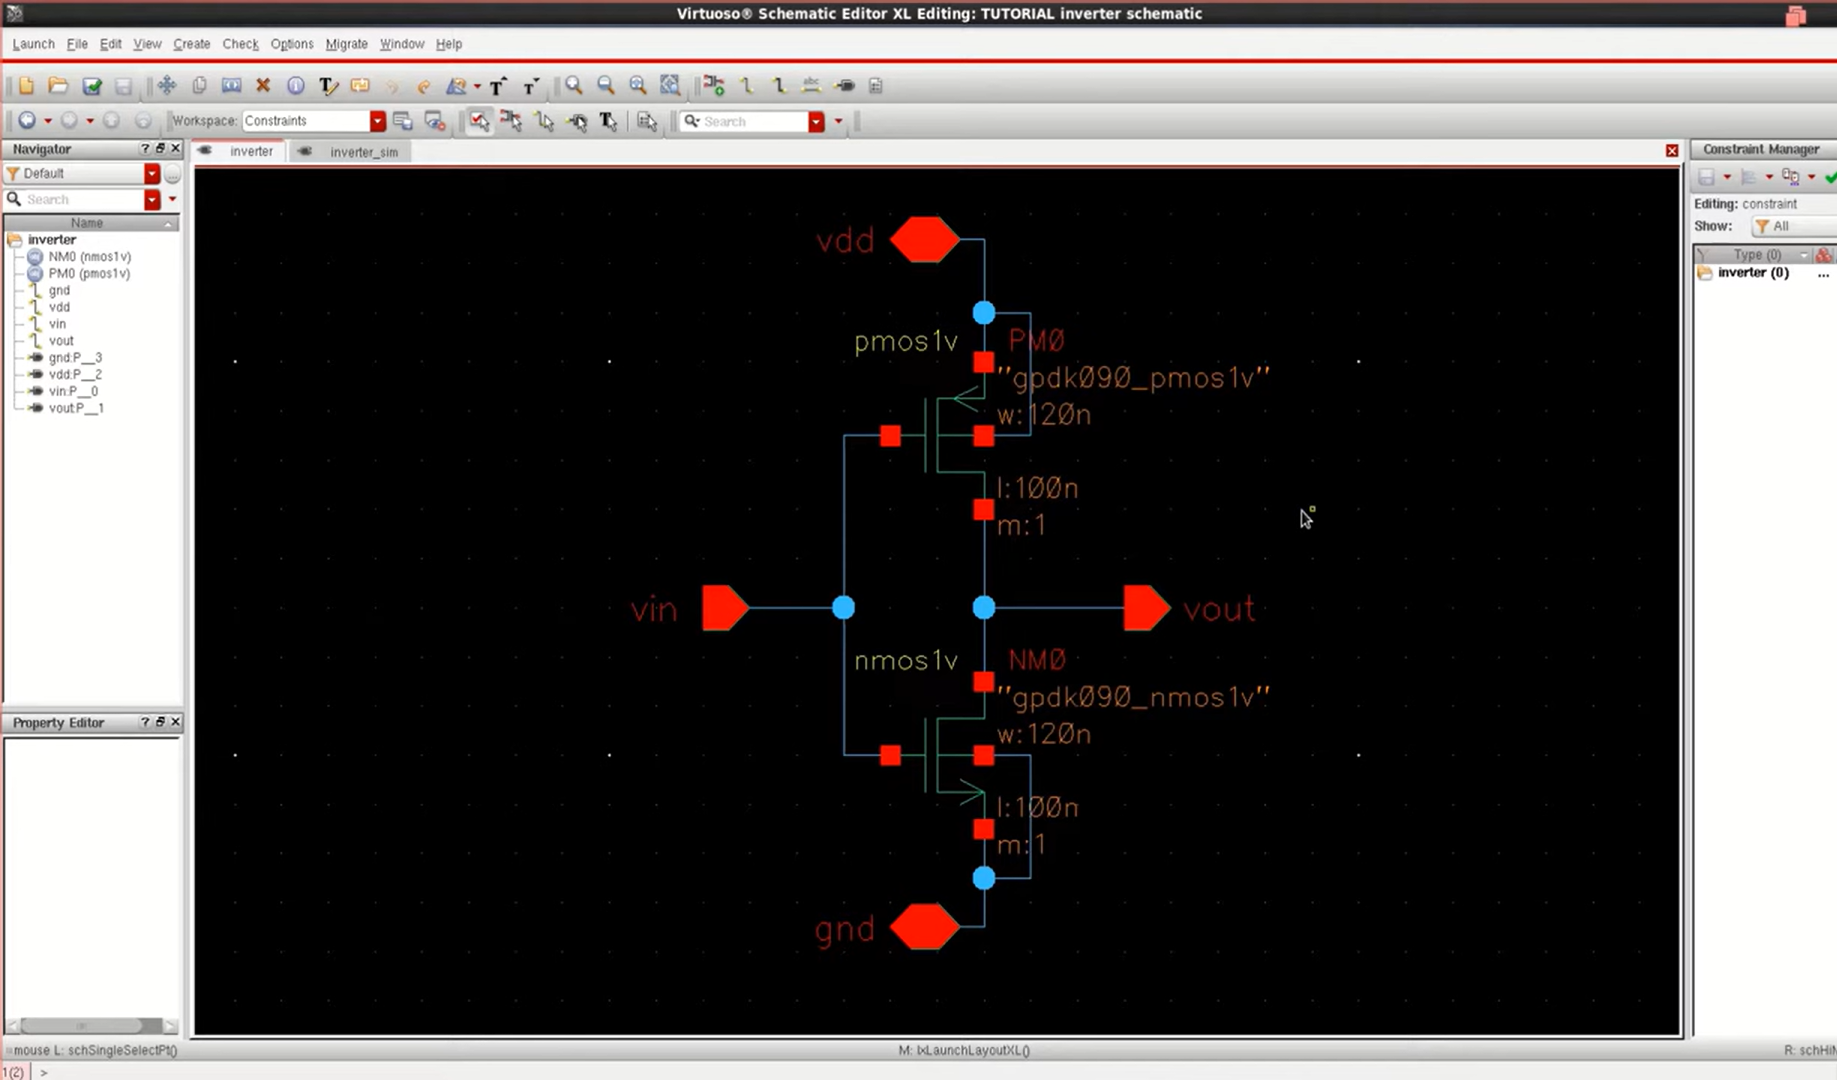 Virtuoso® Schematic Editor XL Editing: TUTORIAL inverter schematic
Launch File Edit View Create Check Options Migrate Window Help
Workspace: Constraints Search
Navigator
Default
Search
Name
inverter
NM0 (nmos1v)
PM0 (pmos1v)
gnd
vdd
vin
vout
gnd:P__3
vdd:P__2
vin:P__0
vout:P__1
Property Editor
inverter inverter_sim
vdd
pmos1v PM0
"gpdk090_pmos1v"
w:120n
l:100n
m:1
vin vout
nmos1v NM0
"gpdk090_nmos1v"
w:120n
l:100n
m:1
gnd
Constraint Manager
Editing: constraint
Show: All
Type (0)
inverter (0) ...
mouse L: schSingleSelectPt() M: lxLaunchLayoutXL() R: schHiM
1(2) >